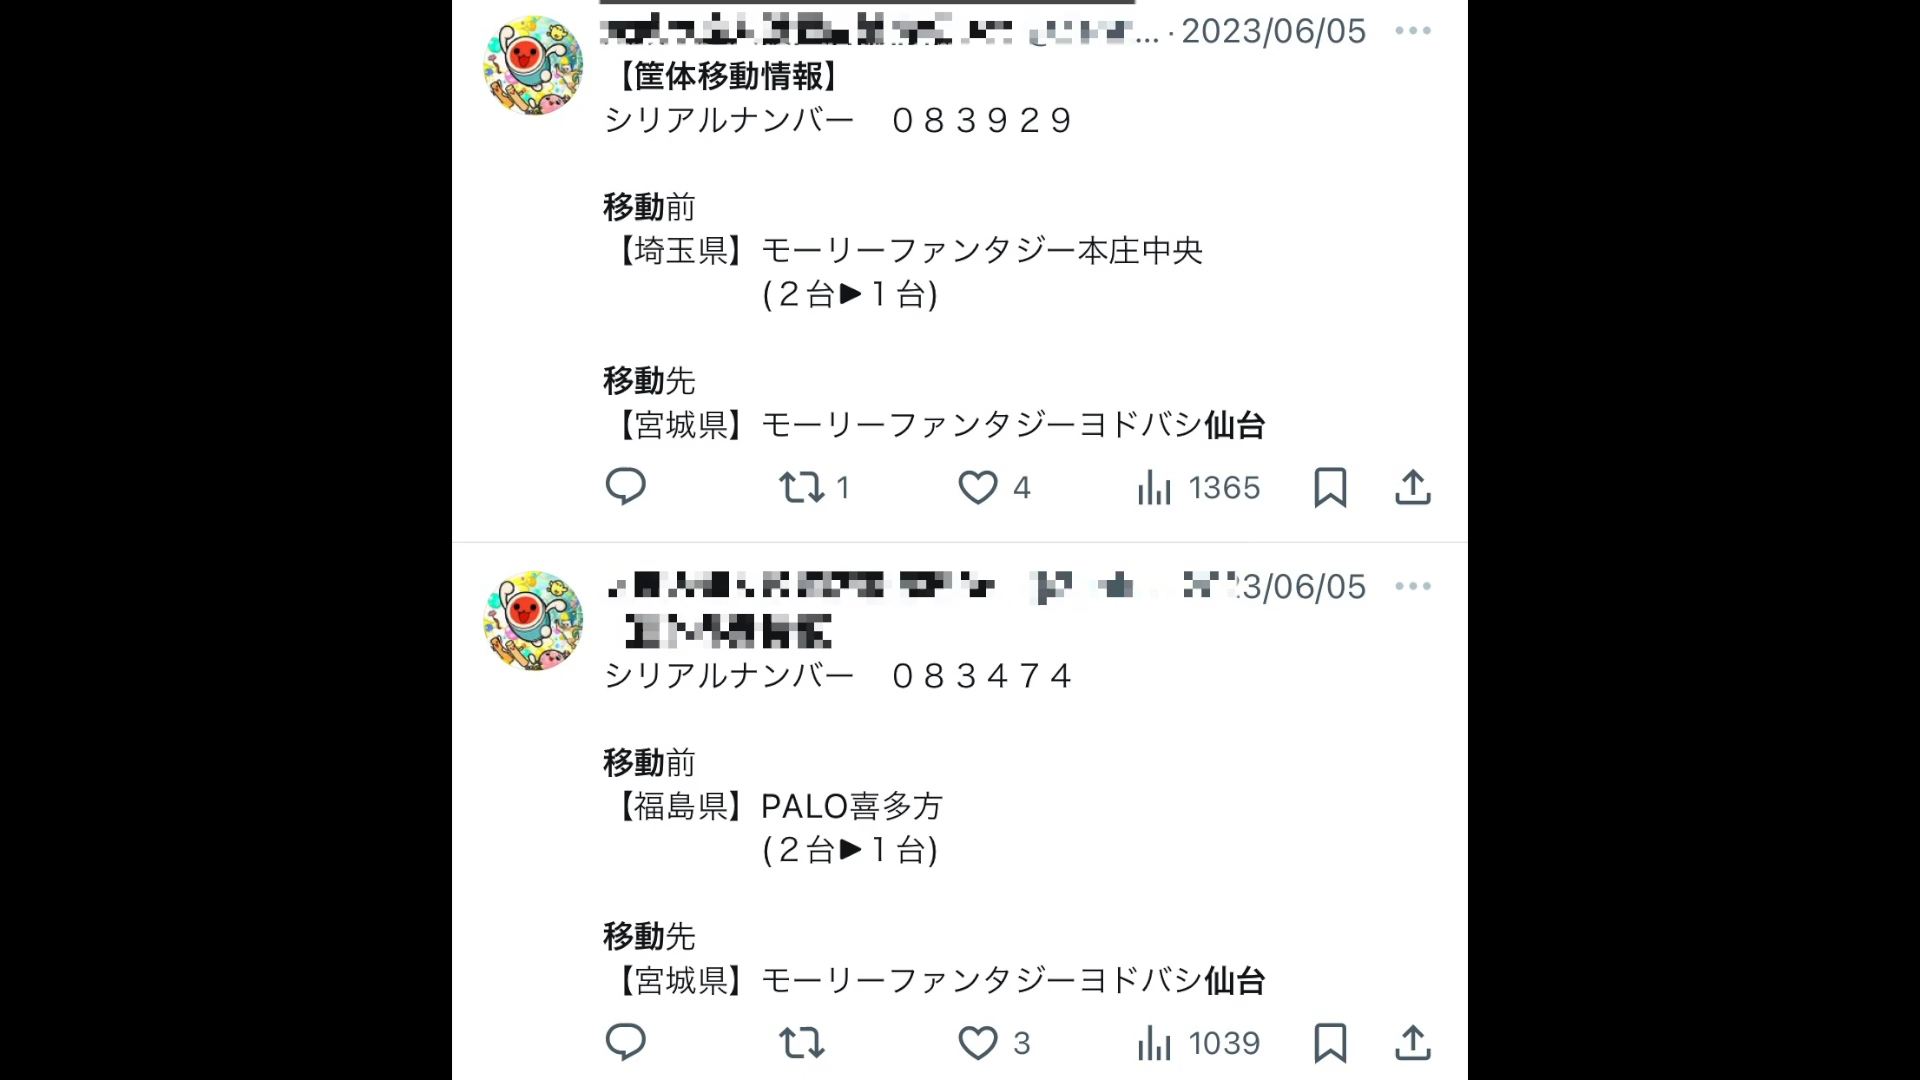 ... · 2023/06/05
【筐体移動情報】
シリアルナンバー　０８３９２９
移動前
【埼玉県】モーリーファンタジー本庄中央
(２台▶１台)
移動先
【宮城県】モーリーファンタジーヨドバシ仙台
1 4 1365
3/06/05
シリアルナンバー　０８３４７４
移動前
【福島県】PALO喜多方
(２台▶１台)
移動先
【宮城県】モーリーファンタジーヨドバシ仙台
3 1039